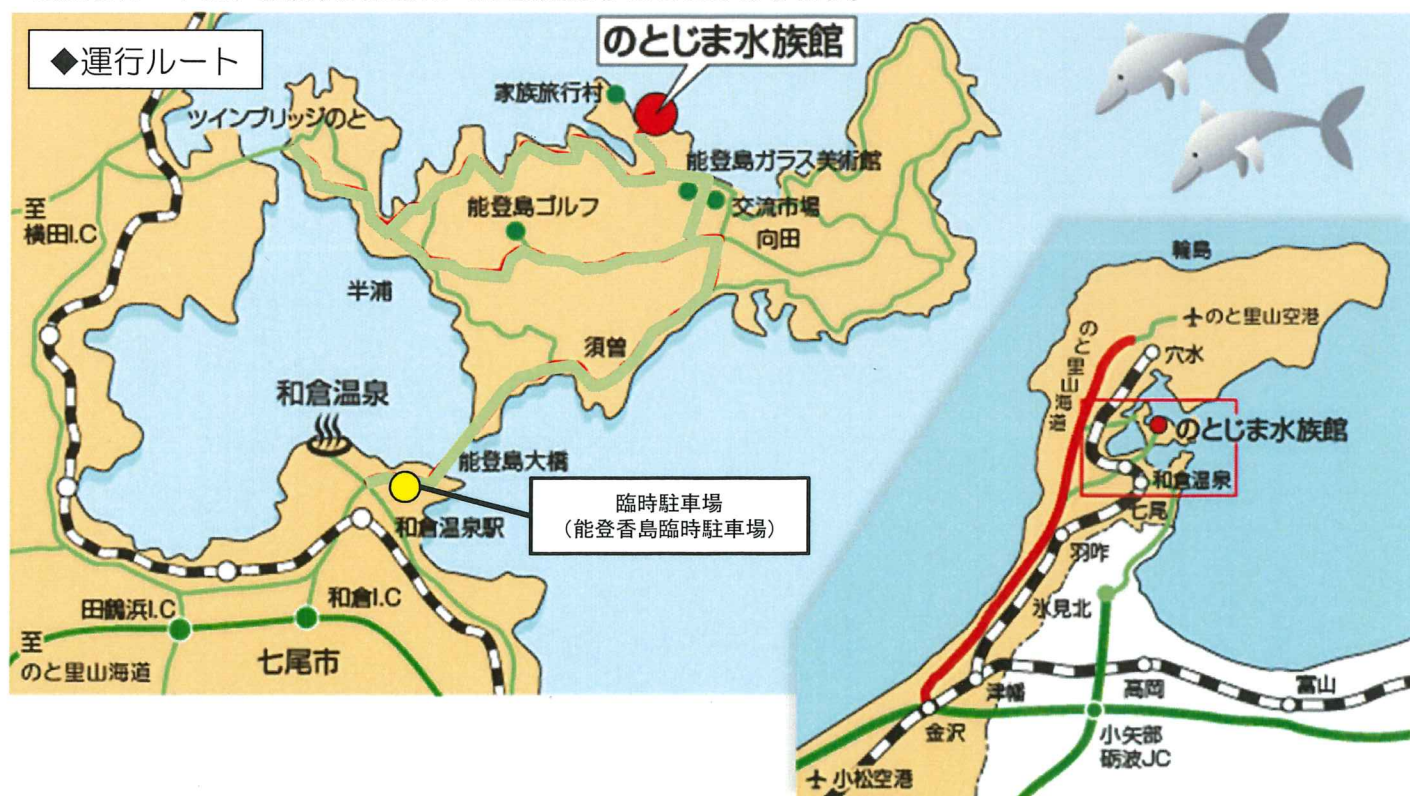 ◆運行ルート
のとじま水族館
家族旅行村
ツインブリッジのと
能登島ガラス美術館
至
横田I.C
能登島ゴルフ
交流市場
向田
半浦
須曽
和倉温泉
能登島大橋
和倉温泉駅
臨時駐車場
(能登香島臨時駐車場)
田鶴浜I.C
和倉I.C
至
のと里山海道
七尾市
輪島
のと里山空港
穴水
のと里山海道
のとじま水族館
和倉温泉
七尾
羽咋
氷見北
津幡
高岡
富山
金沢
小矢部
砺波JC
小松空港